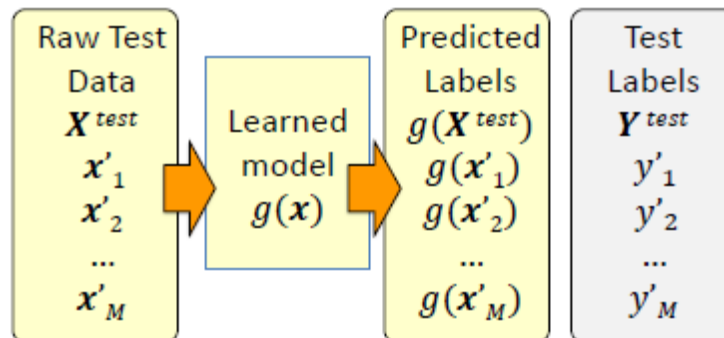 Raw Test
Data
X^test
x'_1
x'_2
...
x'_M
Learned
model
g(x)
Predicted
Labels
g(X^test)
g(x'_1)
g(x'_2)
...
g(x'_M)
Test
Labels
Y^test
y'_1
y'_2
...
y'_M